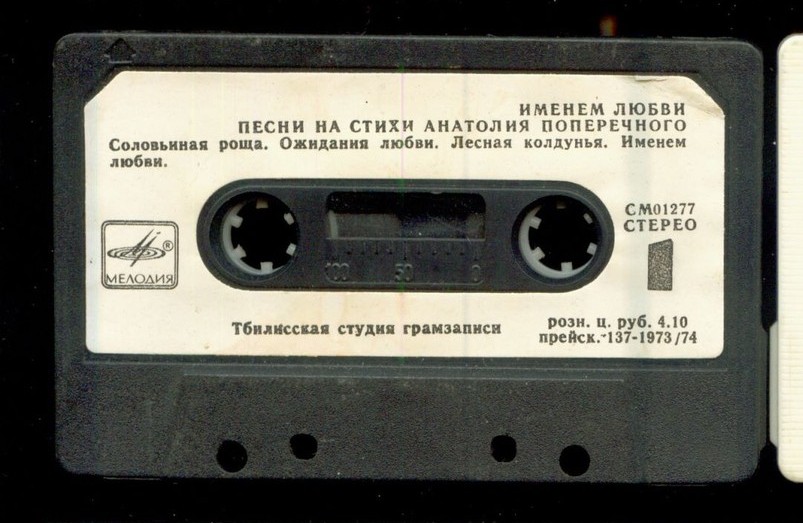 ИМЕНЕМ ЛЮБВИ
ПЕСНИ НА СТИХИ АНАТОЛИЯ ПОПЕРЕЧНОГО
Соловьиная роща. Ожидания любви. Лесная колдунья. Именем
любви.
СМ01277
СТЕРЕО
®
МЕЛОДИЯ
100 50 0
1
Тбилисская студия грамзаписи
розн. ц. руб. 4.10
прейск. 137-1973/74